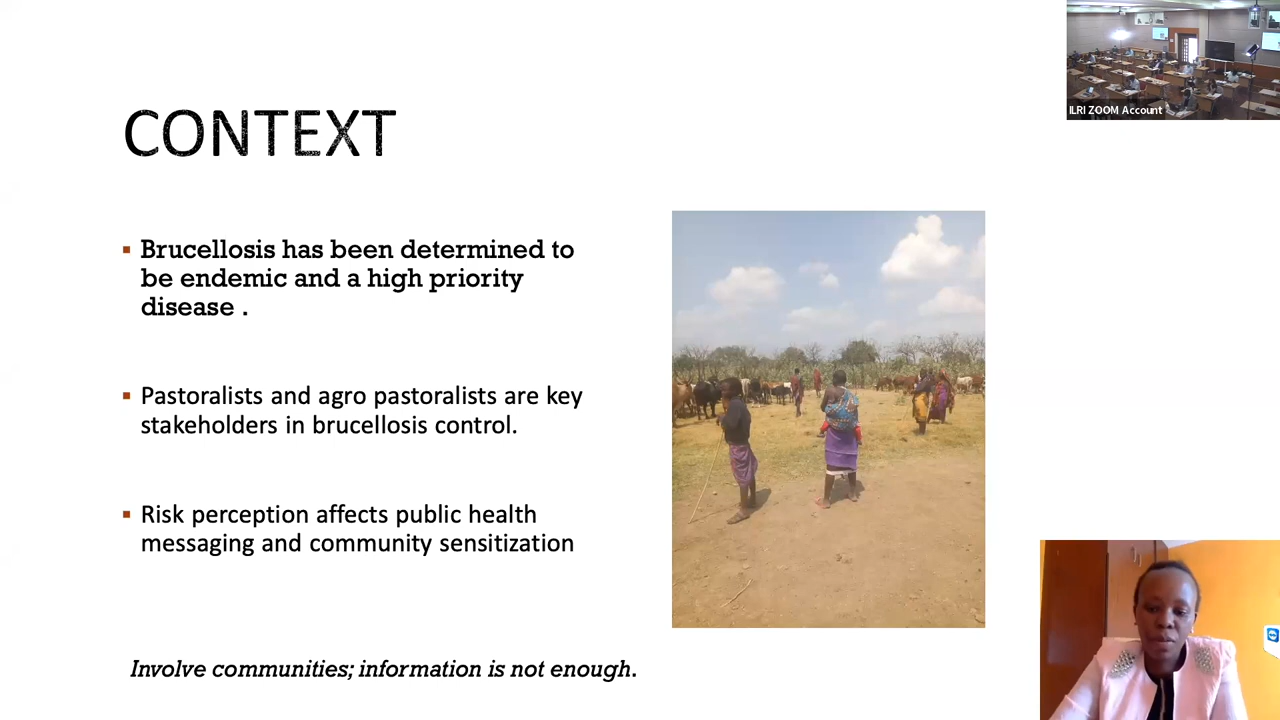 ILRI ZOOM Account
CONTEXT
▪ Brucellosis has been determined to
be endemic and a high priority
disease .
▪ Pastoralists and agro pastoralists are key
stakeholders in brucellosis control.
▪ Risk perception affects public health
messaging and community sensitization
Involve communities; information is not enough.